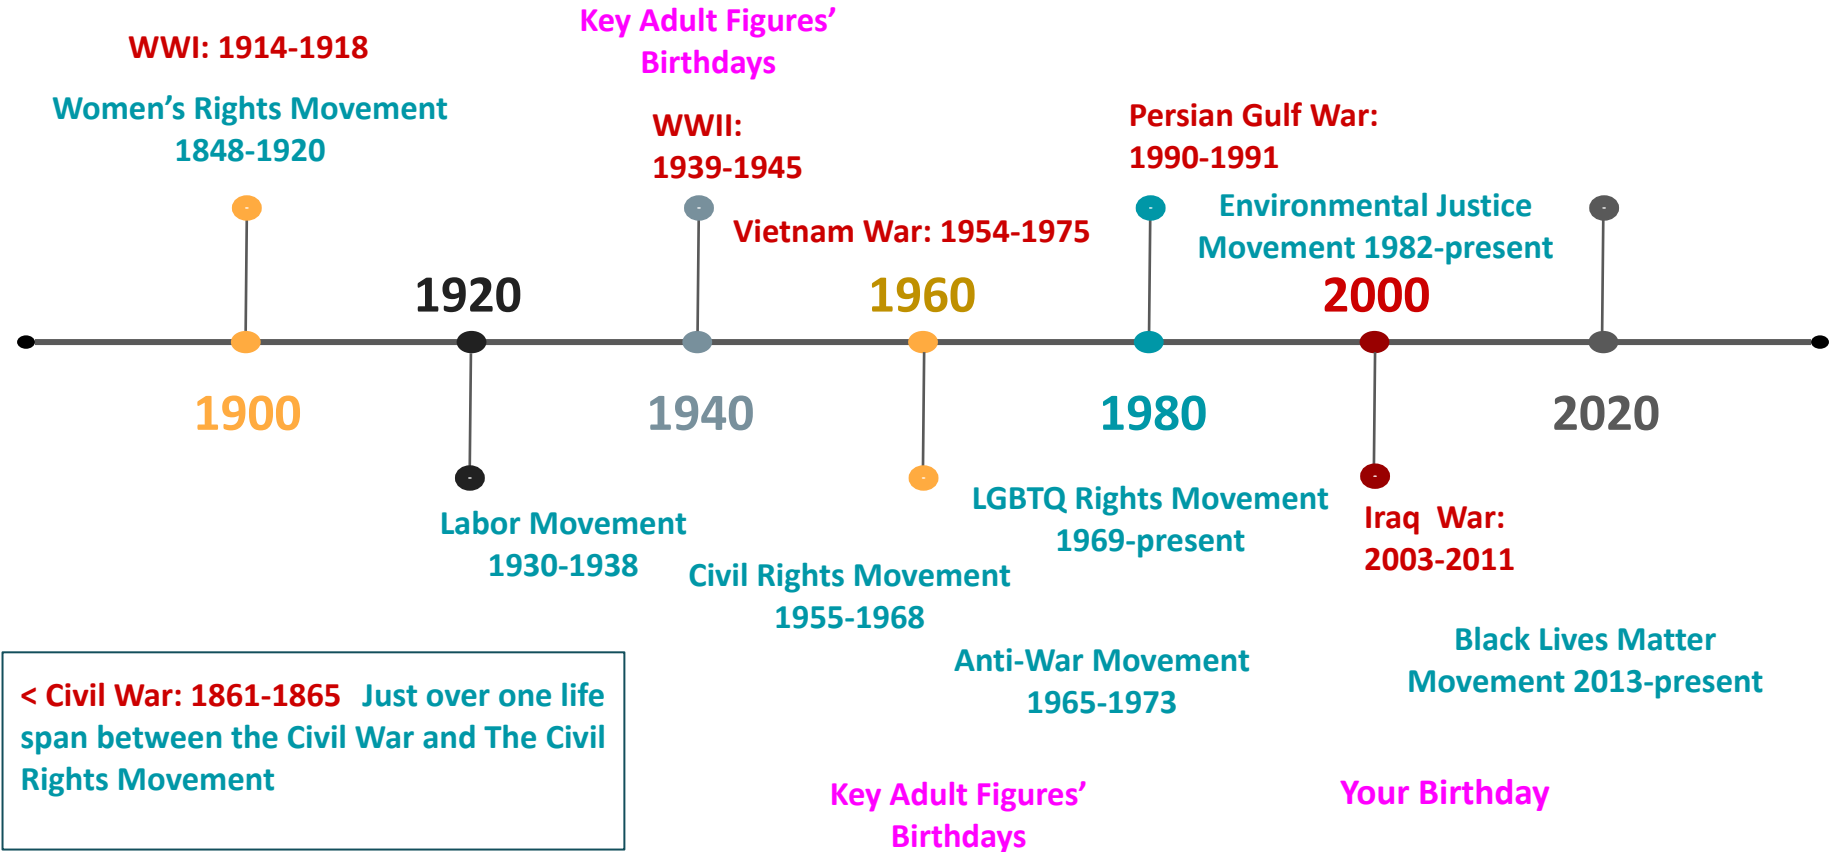 Key Adult Figures’
Birthdays
WWI: 1914-1918
Women’s Rights Movement
1848-1920
WWII:
1939-1945
Persian Gulf War:
1990-1991
Vietnam War: 1954-1975
Environmental Justice
Movement 1982-present
1920
1960
2000
1900
1940
1980
2020
Labor Movement
1930-1938
LGBTQ Rights Movement
1969-present
Iraq  War:
2003-2011
Civil Rights Movement
1955-1968
Anti-War Movement
1965-1973
Black Lives Matter
Movement 2013-present
< Civil War: 1861-1865  Just over one life
span between the Civil War and The Civil
Rights Movement
Key Adult Figures’
Birthdays
Your Birthday